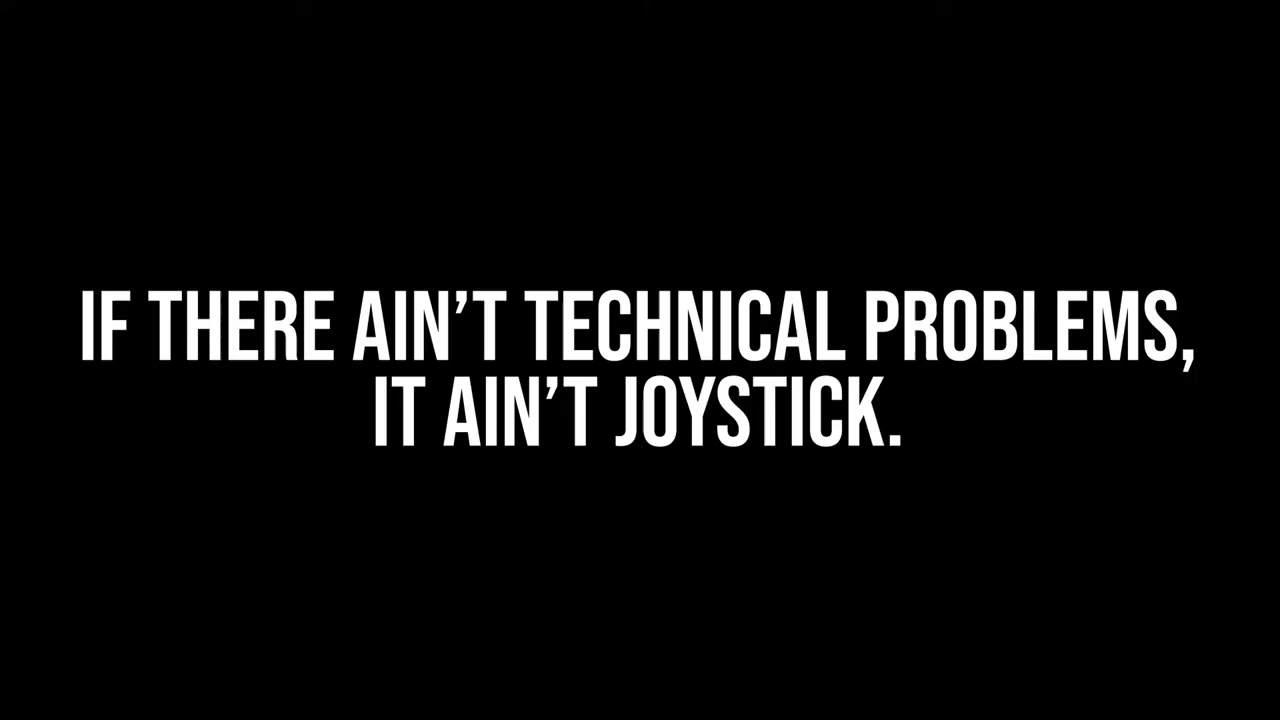 IF THERE AIN’T TECHNICAL PROBLEMS,
IT AIN’T JOYSTICK.